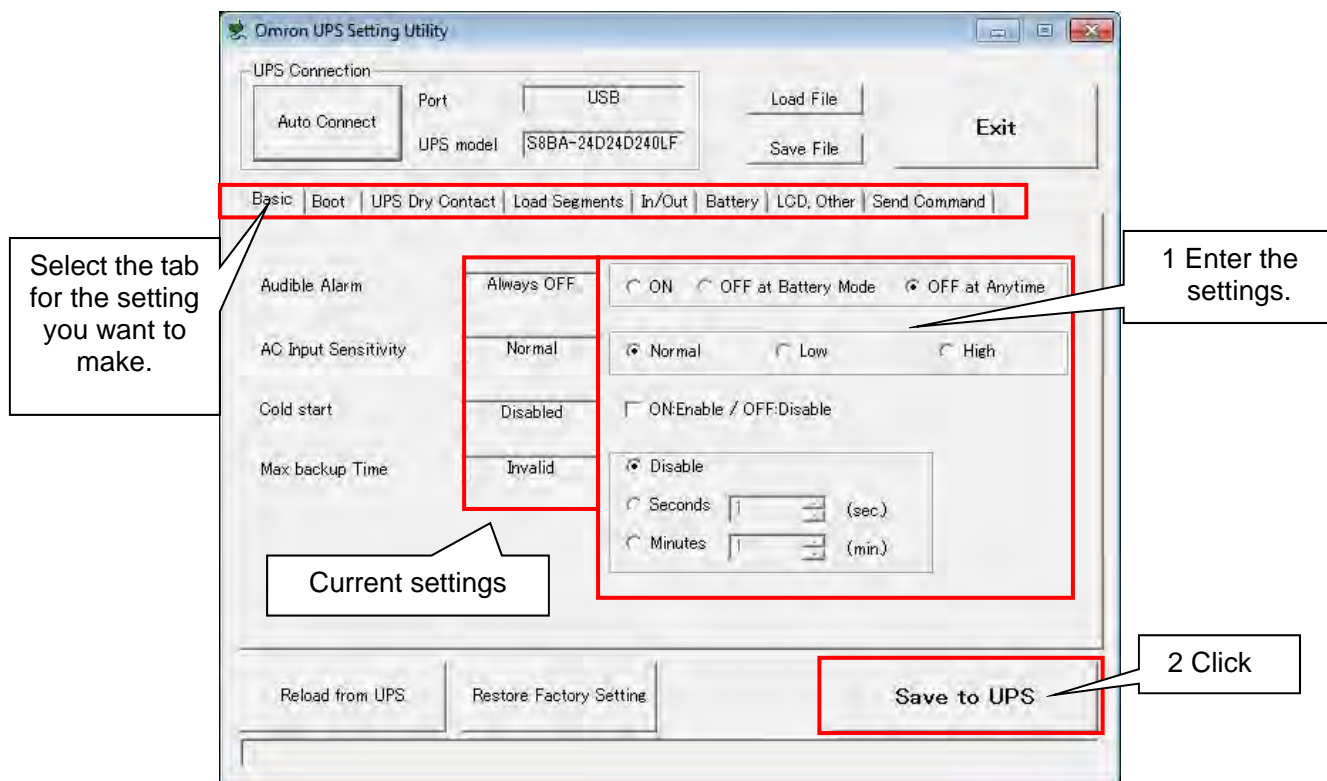 Omron UPS Setting Utility
UPS Connection
Auto Connect
Port
USB
UPS model
S8BA-24D24D240LF
Load File
Save File
Exit
Basic Boot UPS Dry Contact Load Segments In/Out Battery LCD, Other Send Command
Select the tab
for the setting
you want to
make.
1 Enter the
settings.
Audible Alarm
Always OFF
ON OFF at Battery Mode OFF at Anytime
AC Input Sensitivity
Normal
Normal Low High
Cold start
Disabled
ON:Enable / OFF:Disable
Max backup Time
Invalid
Disable
Seconds 1 (sec.)
Minutes 1 (min.)
Current settings
Reload from UPS
Restore Factory Setting
Save to UPS
2 Click